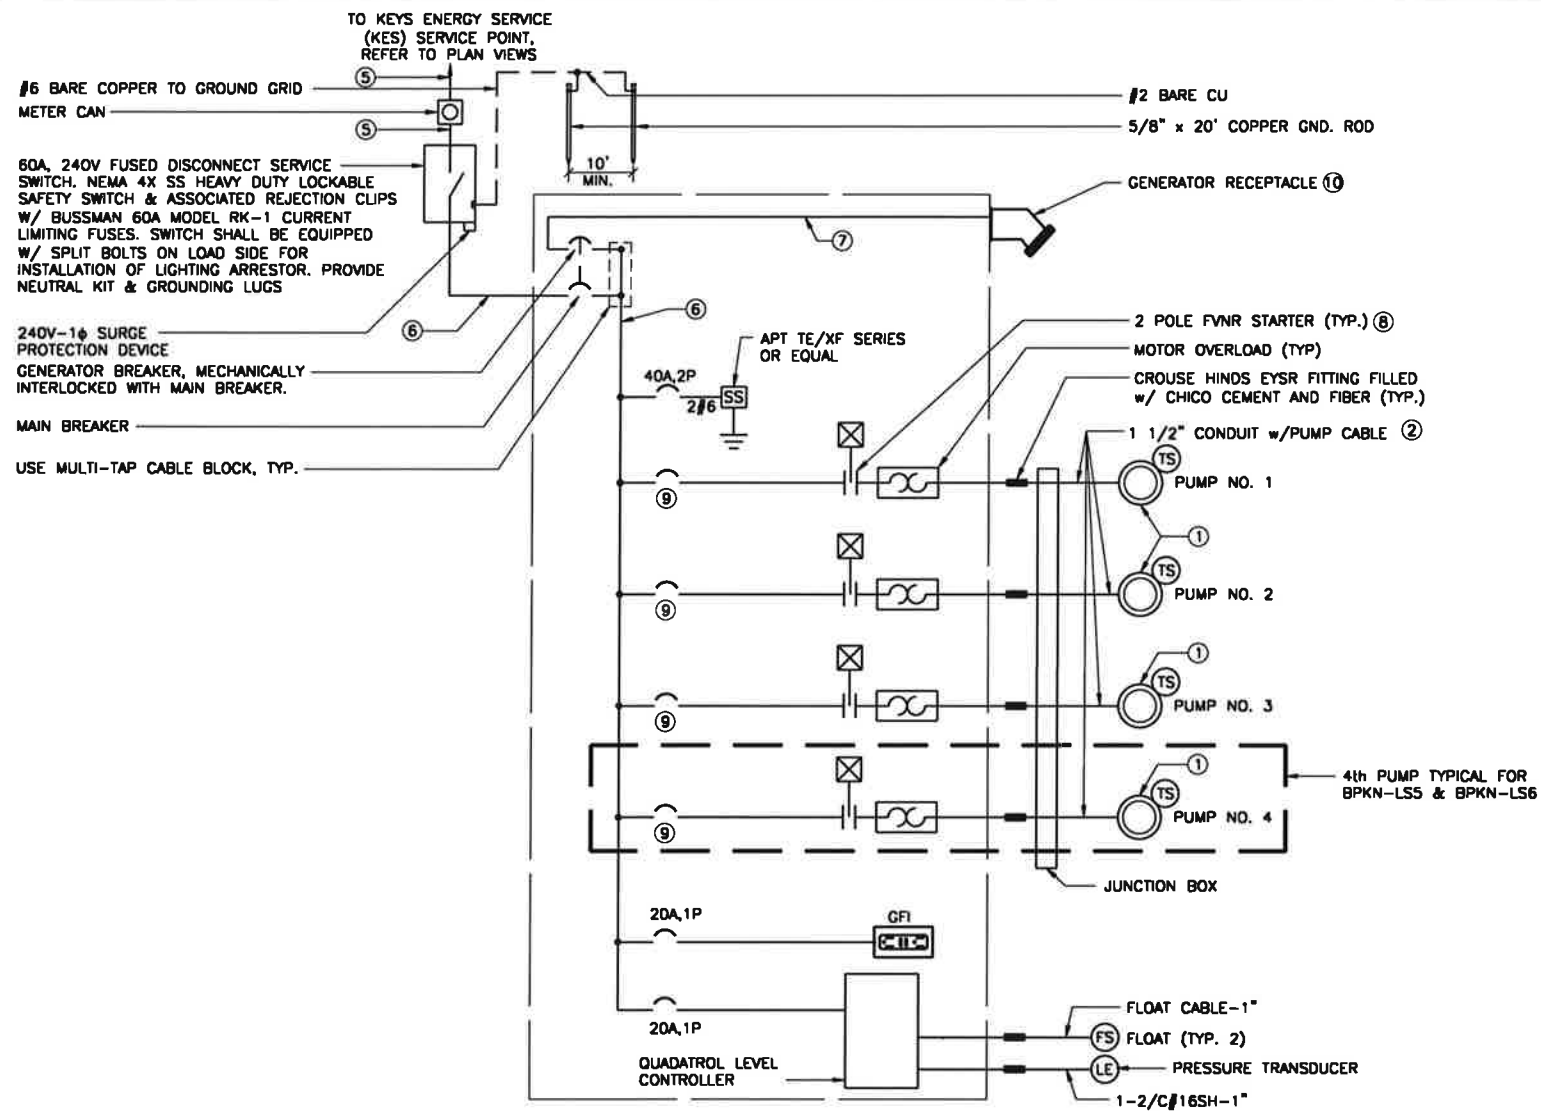 TO KEYS ENERGY SERVICE
(KES) SERVICE POINT,
REFER TO PLAN VIEWS
5
#6 BARE COPPER TO GROUND GRID
METER CAN
5
#2 BARE CU
5/8" x 20' COPPER GND. ROD
10'
MIN.
60A, 240V FUSED DISCONNECT SERVICE
SWITCH. NEMA 4X SS HEAVY DUTY LOCKABLE
SAFETY SWITCH & ASSOCIATED REJECTION CLIPS
W/ BUSSMAN 60A MODEL RK-1 CURRENT
LIMITING FUSES. SWITCH SHALL BE EQUIPPED
W/ SPLIT BOLTS ON LOAD SIDE FOR
INSTALLATION OF LIGHTING ARRESTOR. PROVIDE
NEUTRAL KIT & GROUNDING LUGS
GENERATOR RECEPTACLE 10
7
6
6
240V-1ϕ SURGE
PROTECTION DEVICE
GENERATOR BREAKER, MECHANICALLY
INTERLOCKED WITH MAIN BREAKER.
MAIN BREAKER
USE MULTI-TAP CABLE BLOCK, TYP.
APT TE/XF SERIES
OR EQUAL
40A,2P
2#6
SS
2 POLE FVNR STARTER (TYP.) 8
MOTOR OVERLOAD (TYP)
CROUSE HINDS EYSR FITTING FILLED
w/ CHICO CEMENT AND FIBER (TYP.)
1 1/2" CONDUIT w/PUMP CABLE 2
9
TS
PUMP NO. 1
1
9
TS
PUMP NO. 2
1
9
TS
PUMP NO. 3
1
9
TS
PUMP NO. 4
4th PUMP TYPICAL FOR
BPKN-LS5 & BPKN-LS6
JUNCTION BOX
20A,1P
GFI
20A,1P
QUADATROL LEVEL
CONTROLLER
FLOAT CABLE-1"
FS FLOAT (TYP. 2)
LE PRESSURE TRANSDUCER
1-2/C#16SH-1"